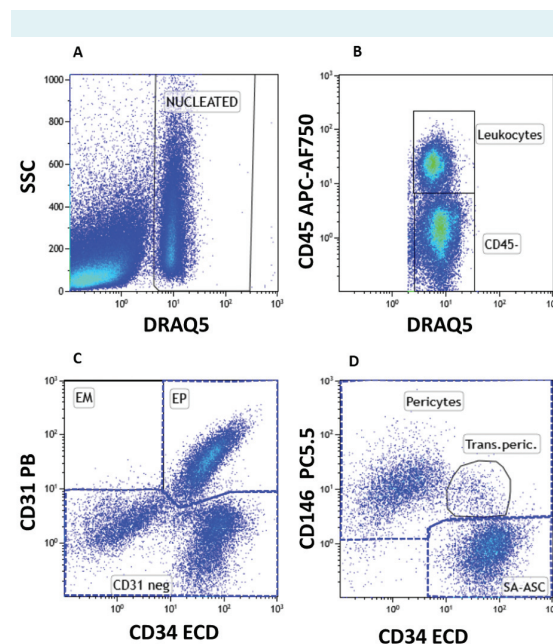 A
B
1000
NUCLEATED
800
600
SSC
400
200
0
10⁰
10¹
10²
10³
DRAQ5
10³
10²
Leukocytes
CD45 APC-AF750
10¹
10⁰
CD45-
10⁰
10¹
10²
10³
DRAQ5
C
D
10³
EM
EP
10²
CD31 PB
10¹
10⁰
CD31 neg
10⁰
10¹
10²
10³
CD34 ECD
10³
Pericytes
10²
Trans.peric.
CD146 PC5.5
10¹
10⁰
SA-ASC
10⁰
10¹
10²
10³
CD34 ECD